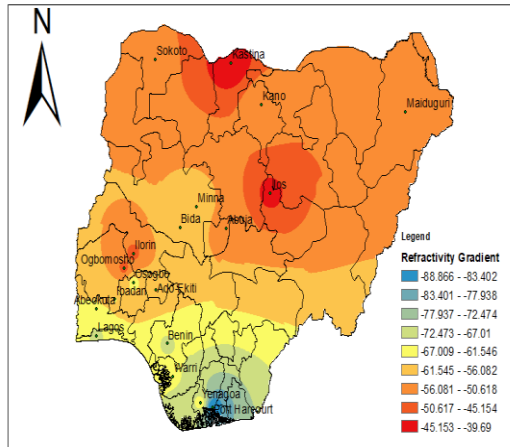 N
Sokoto
Kastina
Kano
Maiduguri
Jos
Minna
Bida
Abuja
Ilorin
Ogbomosho
Osogbo
Ibadan
Ado-Ekiti
Abeokuta
Lagos
Benin
Warri
Yenagoa
Port Harcourt
Legend
Refractivity Gradient
-88.866 - -83.402
-83.401 - -77.938
-77.937 - -72.474
-72.473 - -67.01
-67.009 - -61.546
-61.545 - -56.082
-56.081 - -50.618
-50.617 - -45.154
-45.153 - -39.69